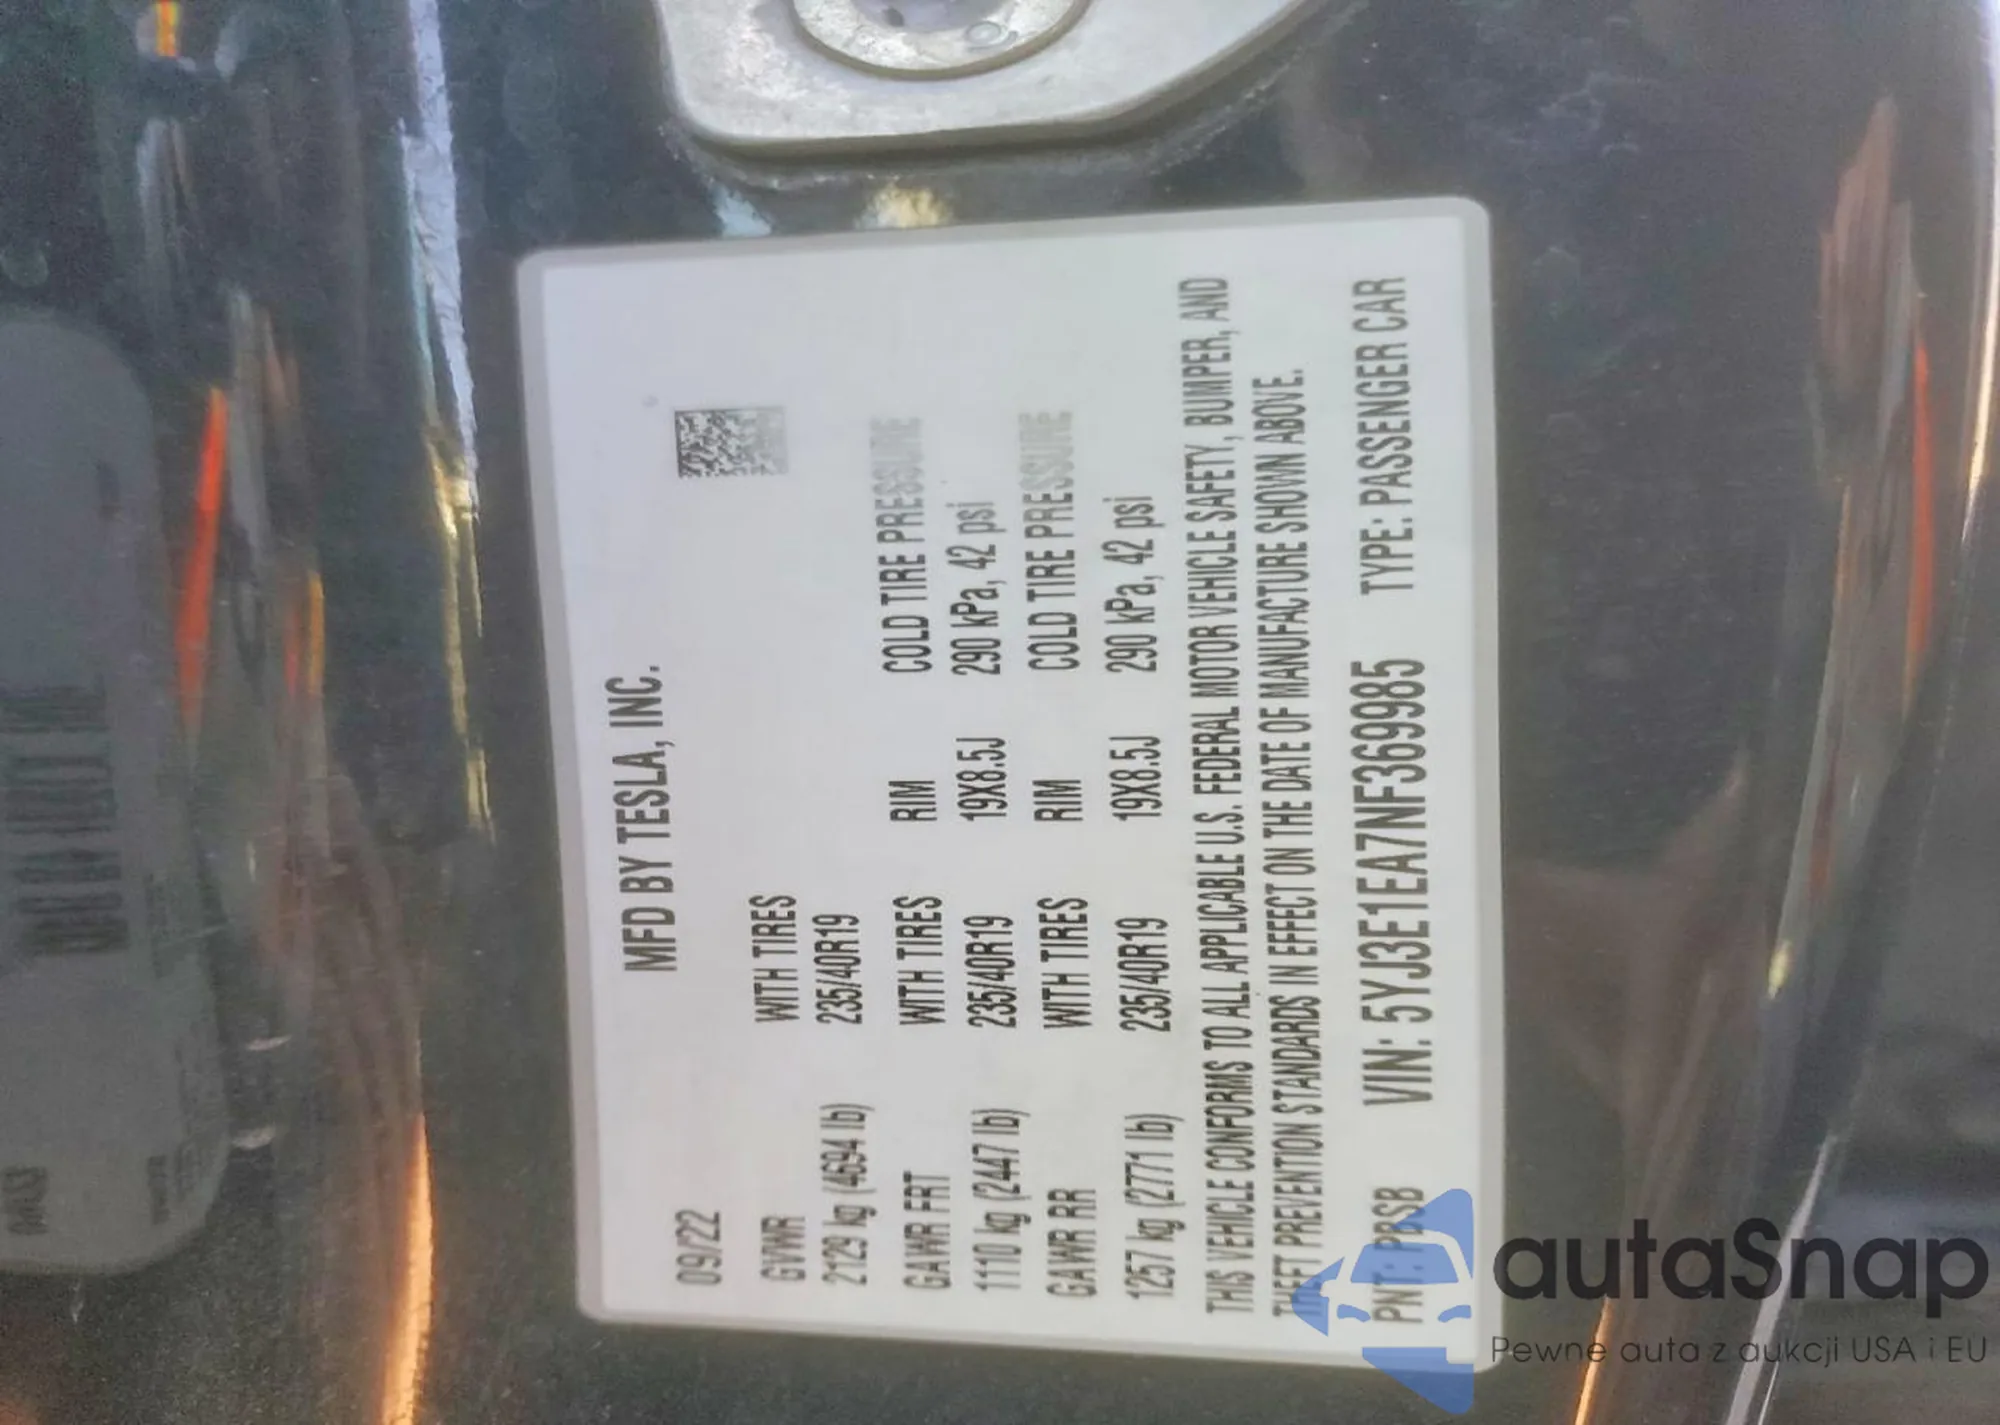 MFD BY TESLA, INC.
09/22
GVWR WITH TIRES
2129 kg (4694 lb) 235/40R19
GAWR FRT WITH TIRES RIM COLD TIRE PRESSURE
1110 kg (2447 lb) 235/40R19 19X8.5J 290 kPa, 42 psi
GAWR RR WITH TIRES RIM COLD TIRE PRESSURE
1257 kg (2771 lb) 235/40R19 19X8.5J 290 kPa, 42 psi
THIS VEHICLE CONFORMS TO ALL APPLICABLE U.S. FEDERAL MOTOR VEHICLE SAFETY, BUMPER, AND
THEFT PREVENTION STANDARDS IN EFFECT ON THE DATE OF MANUFACTURE SHOWN ABOVE.
PNT: PBSB VIN: 5YJ3E1EA7NF369985 TYPE: PASSENGER CAR
autaSnap
Pewne auta z aukcji USA i EU